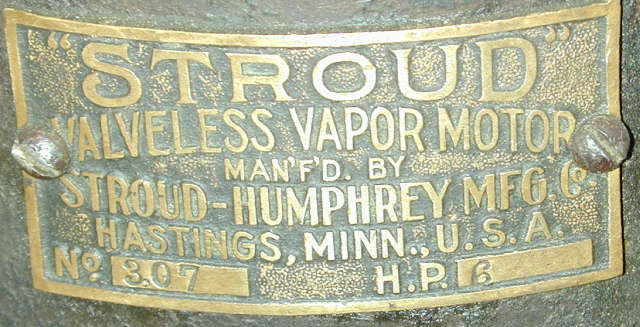 "STROUD"
VALVELESS VAPOR MOTOR
MAN'F'D. BY
STROUD-HUMPHREY MFG. Co.
HASTINGS, MINN., U.S.A.
No. 307 H.P. 6